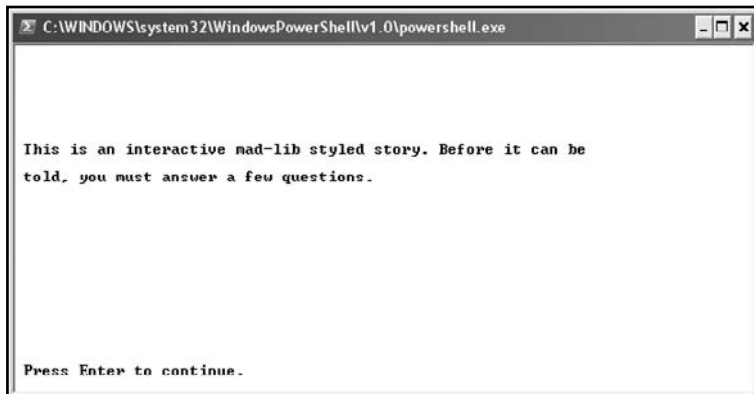 C:\WINDOWS\system32\WindowsPowerShell\v1.0\powershell.exe
This is an interactive mad-lib styled story. Before it can be
told, you must answer a few questions.
Press Enter to continue.